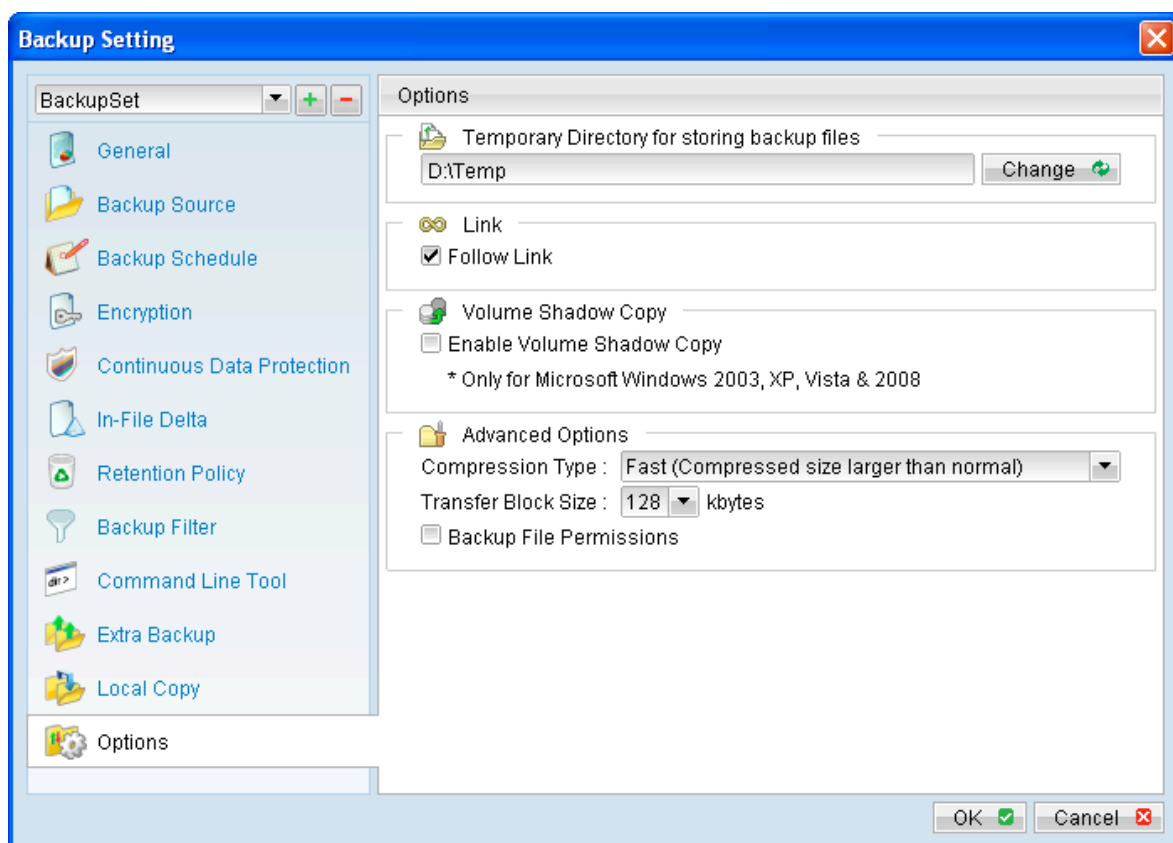 Backup Setting
BackupSet
General
Backup Source
Backup Schedule
Encryption
Continuous Data Protection
In-File Delta
Retention Policy
Backup Filter
dir>
Command Line Tool
Extra Backup
Local Copy
Options
Options
Temporary Directory for storing backup files
D:\Temp
Change
Link
Follow Link
Volume Shadow Copy
Enable Volume Shadow Copy
* Only for Microsoft Windows 2003, XP, Vista & 2008
Advanced Options
Compression Type : Fast (Compressed size larger than normal)
Transfer Block Size : 128 kbytes
Backup File Permissions
OK Cancel